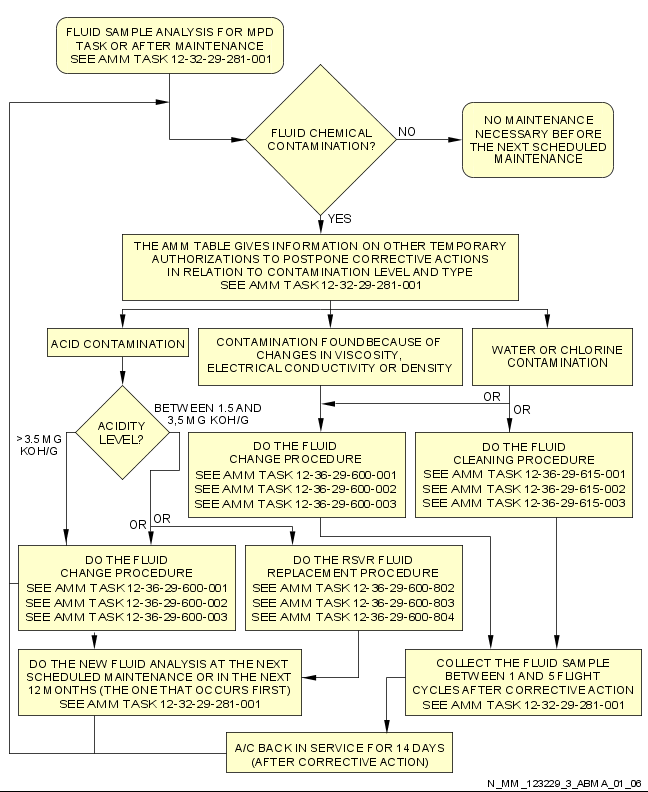 FLUID SAMPLE ANALYSIS FOR MPD
TASK OR AFTER MAINTENANCE
SEE AMM TASK 12-32-29-281-001
FLUID CHEMICAL
CONTAMINATION?
NO
NO MAINTENANCE
NECESSARY BEFORE
THE NEXT SCHEDULED
MAINTENANCE
YES
THE AMM TABLE GIVES INFORMATION ON OTHER TEMPORARY
AUTHORIZATIONS TO POSTPONE CORRECTIVE ACTIONS
IN RELATION TO CONTAMINATION LEVEL AND TYPE
SEE AMM TASK 12-32-29-281-001
ACID CONTAMINATION
CONTAMINATION FOUNDBECAUSE OF
CHANGES IN VISCOSITY,
ELECTRICAL CONDUCTIVITY OR DENSITY
WATER OR CHLORINE
CONTAMINATION
OR
OR
ACIDITY
LEVEL?
BETWEEN 1.5 AND
3,5 MG KOH/G
>3.5 MG
KOH/G
DO THE FLUID
CHANGE PROCEDURE
SEE AMM TASK 12-36-29-600-001
SEE AMM TASK 12-36-29-600-002
SEE AMM TASK 12-36-29-600-003
DO THE FLUID
CLEANING PROCEDURE
SEE AMM TASK 12-36-29-615-001
SEE AMM TASK 12-36-29-615-002
SEE AMM TASK 12-36-29-615-003
OR
OR
DO THE FLUID
CHANGE PROCEDURE
SEE AMM TASK 12-36-29-600-001
SEE AMM TASK 12-36-29-600-002
SEE AMM TASK 12-36-29-600-003
DO THE RSVR FLUID
REPLACEMENT PROCEDURE
SEE AMM TASK 12-36-29-600-802
SEE AMM TASK 12-36-29-600-803
SEE AMM TASK 12-36-29-600-804
DO THE NEW FLUID ANALYSIS AT THE NEXT
SCHEDULED MAINTENANCE OR IN THE NEXT
12 MONTHS (THE ONE THAT OCCURS FIRST)
SEE AMM TASK 12-32-29-281-001
COLLECT THE FLUID SAMPLE
BETWEEN 1 AND 5 FLIGHT
CYCLES AFTER CORRECTIVE ACTION
SEE AMM TASK 12-32-29-281-001
A/C BACK IN SERVICE FOR 14 DAYS
(AFTER CORRECTIVE ACTION)
N_MM_123229_3_ABMA_01_06